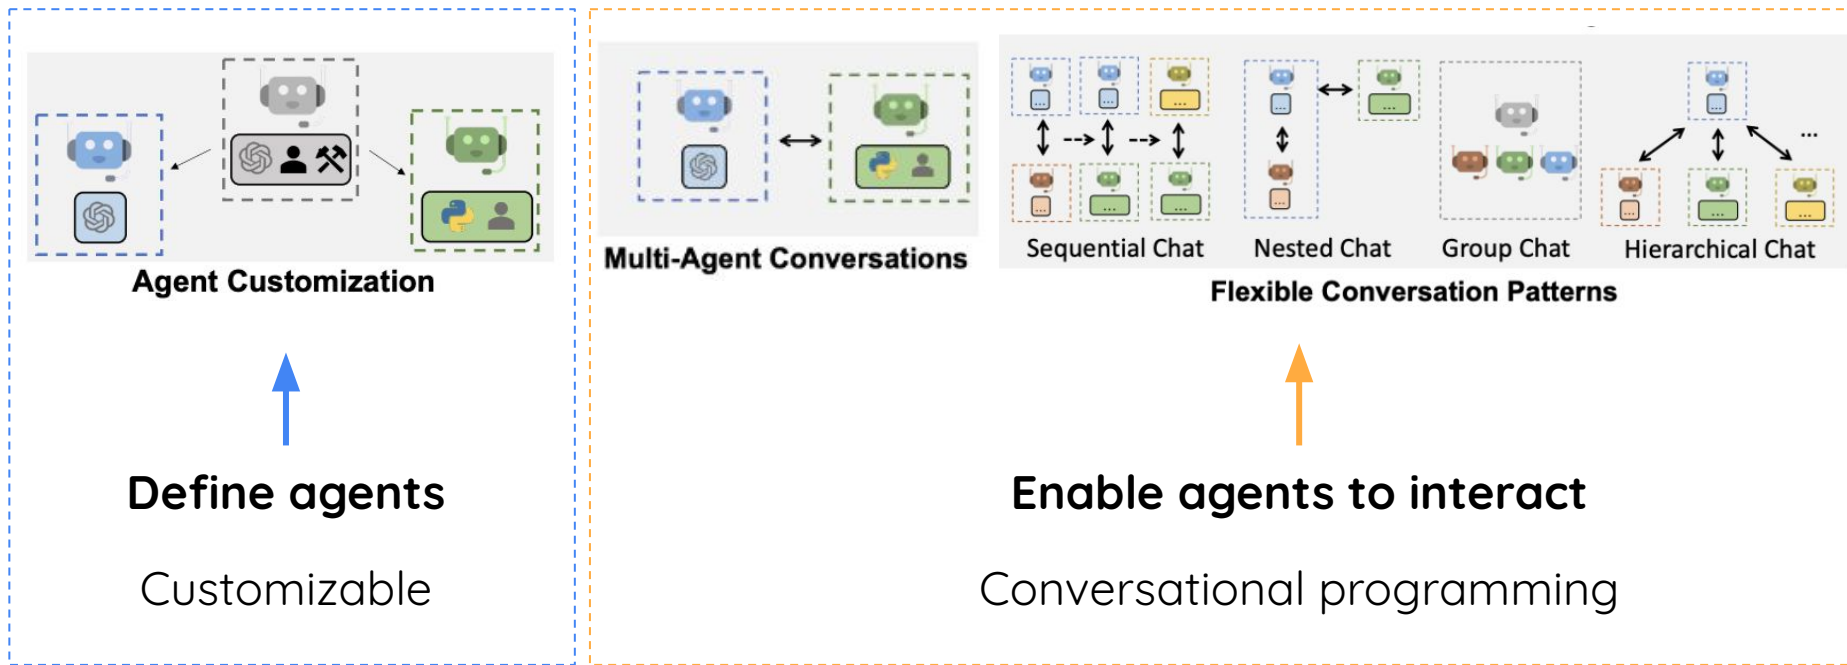 Agent Customization
Define agents
Customizable
Multi-Agent Conversations
... ... ...
... ... ...
Sequential Chat
... ...
...
Nested Chat
Group Chat
...
...
... ... ...
Hierarchical Chat
Flexible Conversation Patterns
Enable agents to interact
Conversational programming